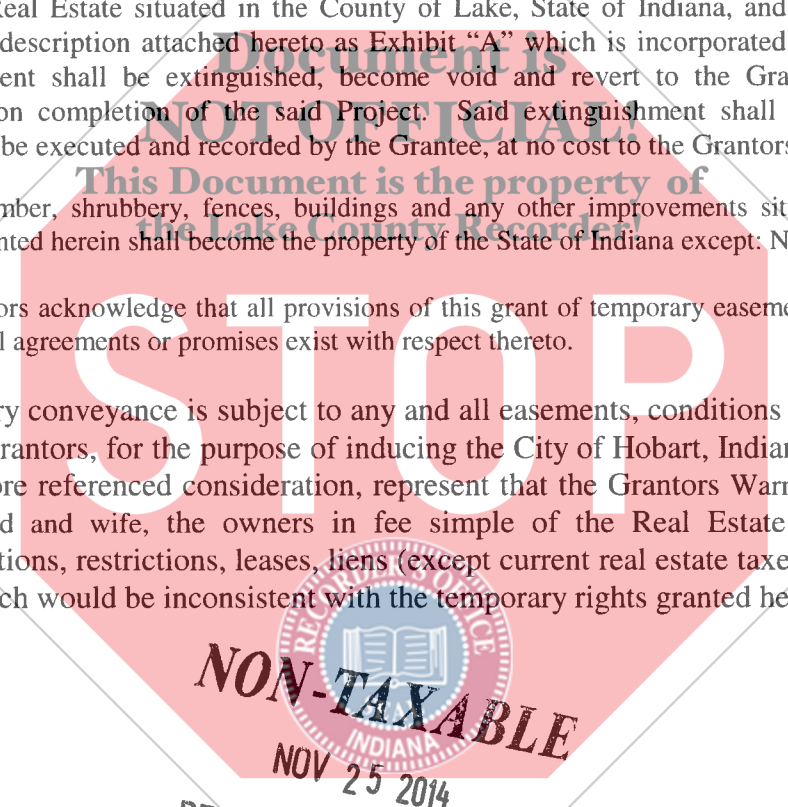 Real Estate situated in the County of Lake, State of Indiana, and
description attached hereto as Exhibit “A” which is incorporated
Document is
ent shall be extinguished, become void and revert to the Gra
on completion of the said Project. Said extinguishment shall
NOT OFFICIAL!
be executed and recorded by the Grantee, at no cost to the Grantors
This Document is the property of
mber, shrubbery, fences, buildings and any other improvements sit
the Lake County Recorder!
nted herein shall become the property of the State of Indiana except: N
ors acknowledge that all provisions of this grant of temporary easeme
l agreements or promises exist with respect thereto.
STOP
ry conveyance is subject to any and all easements, conditions
rantors, for the purpose of inducing the City of Hobart, Indian
ore referenced consideration, represent that the Grantors Warr
d and wife, the owners in fee simple of the Real Estate
tions, restrictions, leases, liens (except current real estate taxe
ch would be inconsistent with the temporary rights granted he
RECORDER'S OFFICE
SEAL
INDIANA
NON-TAXABLE
NOV 25 2014